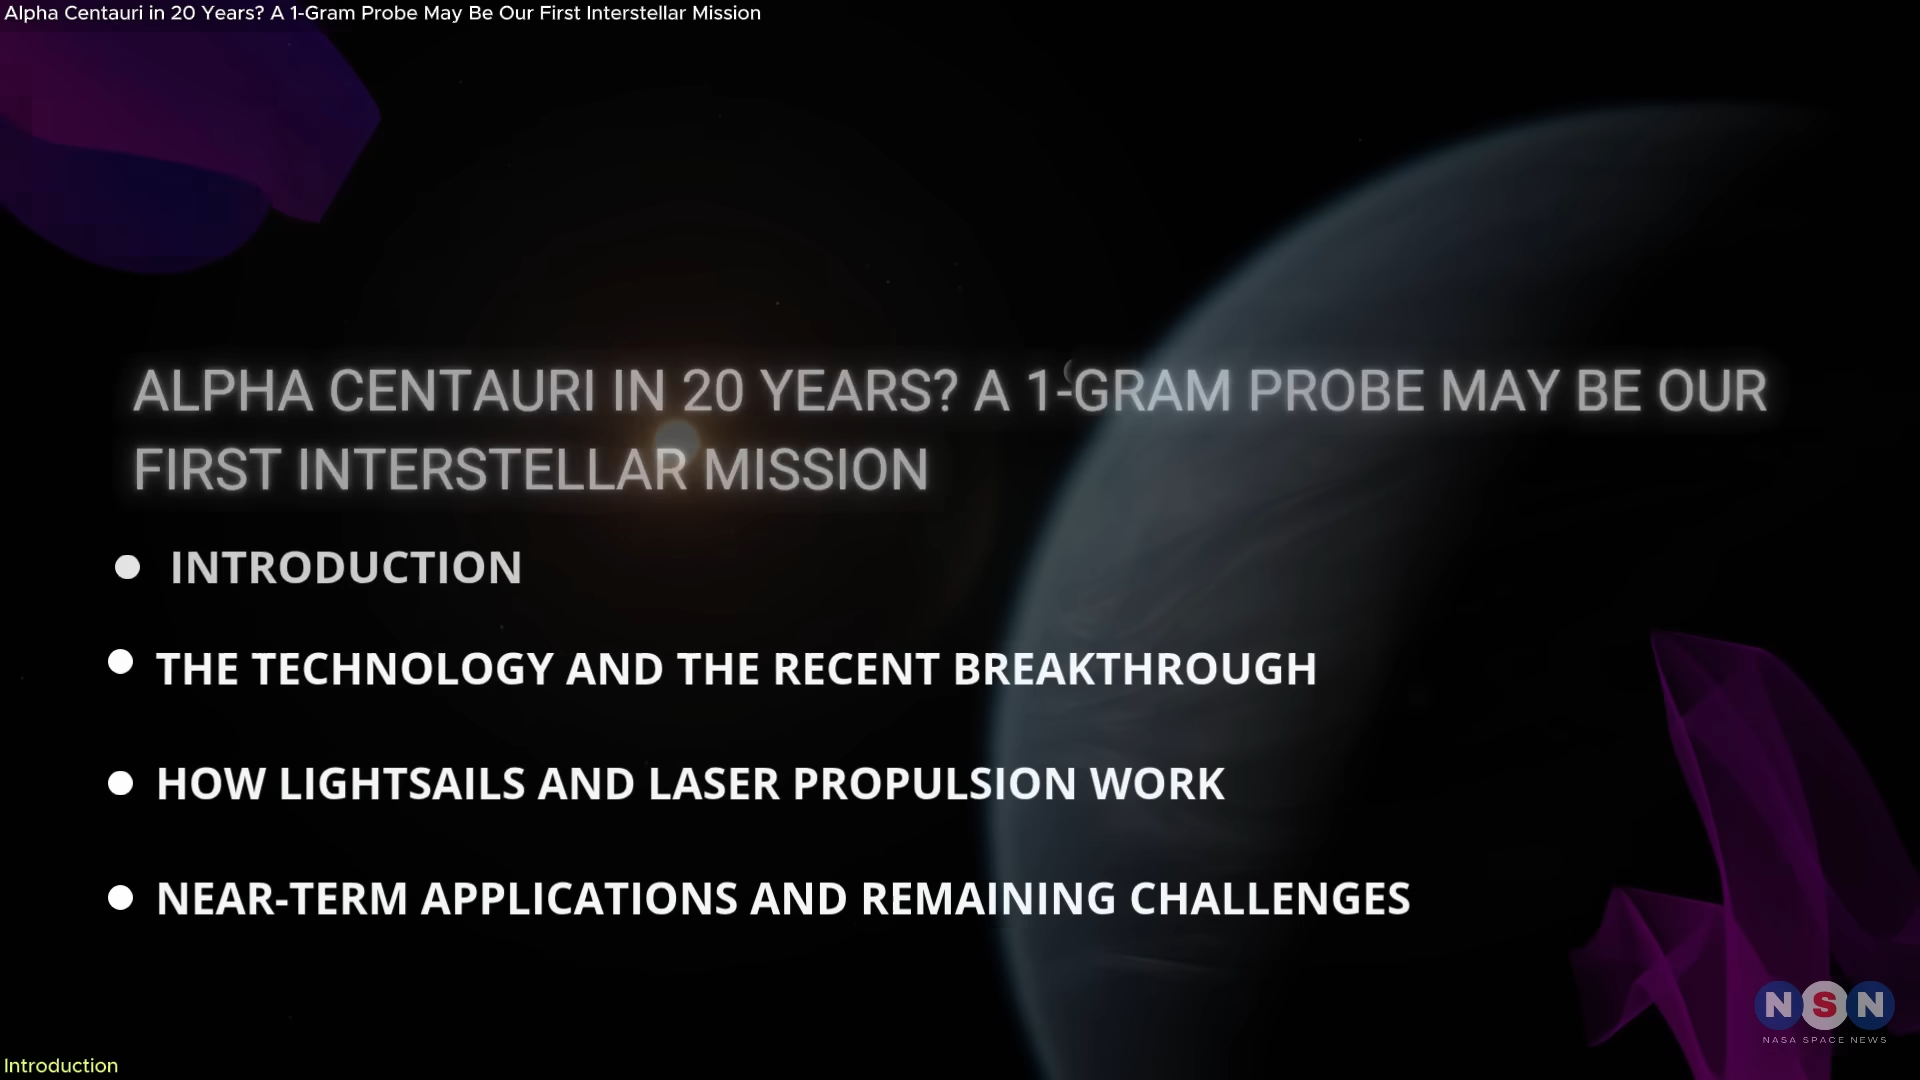 Alpha Centauri in 20 Years? A 1-Gram Probe May Be Our First Interstellar Mission
ALPHA CENTAURI IN 20 YEARS? A 1-GRAM PROBE MAY BE OUR
FIRST INTERSTELLAR MISSION
● INTRODUCTION
● THE TECHNOLOGY AND THE RECENT BREAKTHROUGH
● HOW LIGHTSAILS AND LASER PROPULSION WORK
● NEAR-TERM APPLICATIONS AND REMAINING CHALLENGES
NSN
NASA SPACE NEWS
Introduction